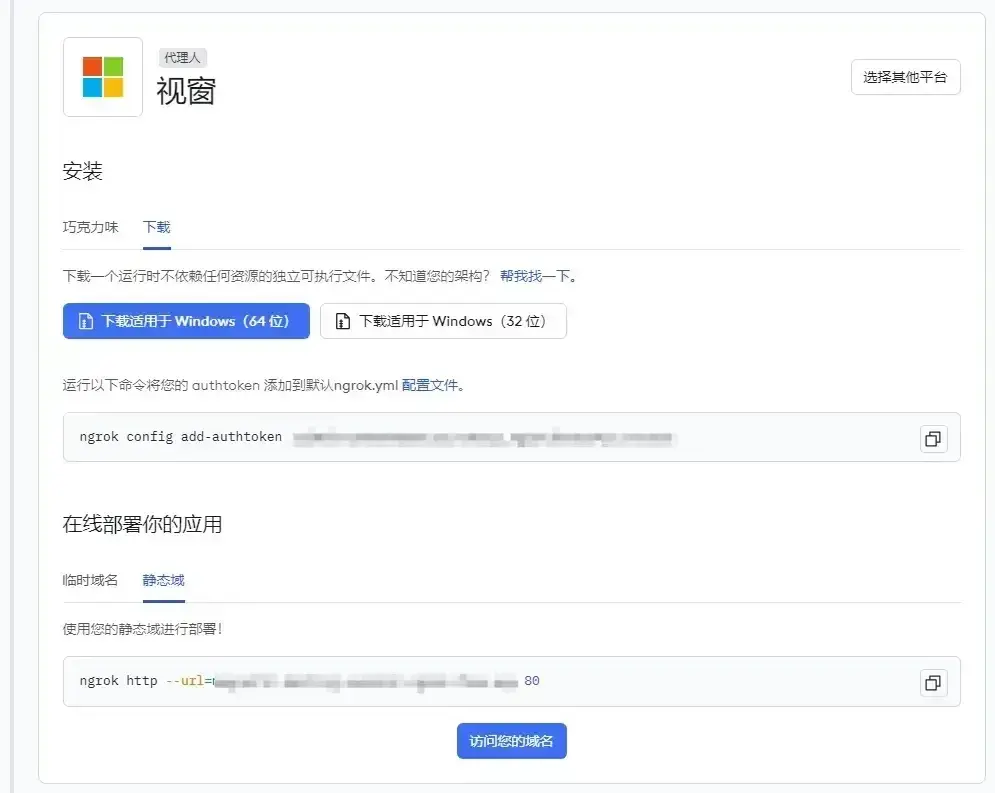 代理人
视窗
选择其他平台
安装
巧克力味 下载
下载一个运行时不依赖任何资源的独立可执行文件。不知道您的架构？ 帮我找一下。
下载适用于 Windows（64 位） 下载适用于 Windows（32 位）
运行以下命令将您的 authtoken 添加到默认ngrok.yml 配置文件。
ngrok config add-authtoken
在线部署你的应用
临时域名 静态域
使用您的静态域进行部署！
ngrok http --url= 80
访问您的域名